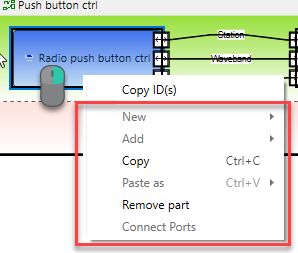 Push button ctrl
Radio push button ctrl
Station
Waveband
Copy ID(s)
New
Add
Copy Ctrl+C
Paste as Ctrl+V
Remove part
Connect Ports